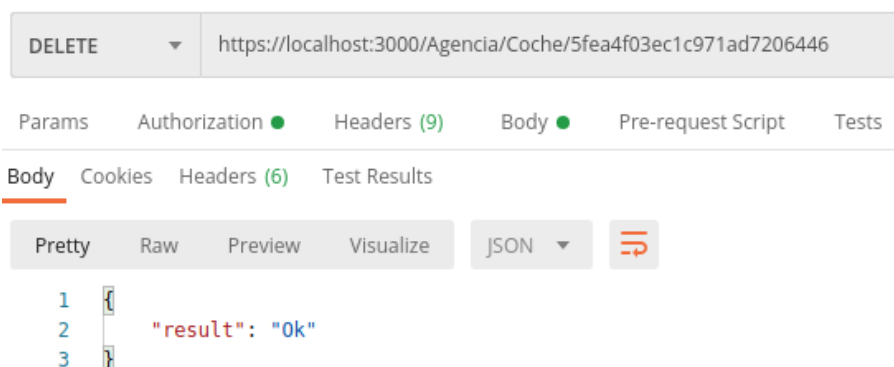 DELETE https://localhost:3000/Agencia/Coche/5fea4f03ec1c971ad7206446
Params Authorization Headers (9) Body Pre-request Script Tests
Body Cookies Headers (6) Test Results
Pretty Raw Preview Visualize JSON
1 {
2 "result": "Ok"
3 }